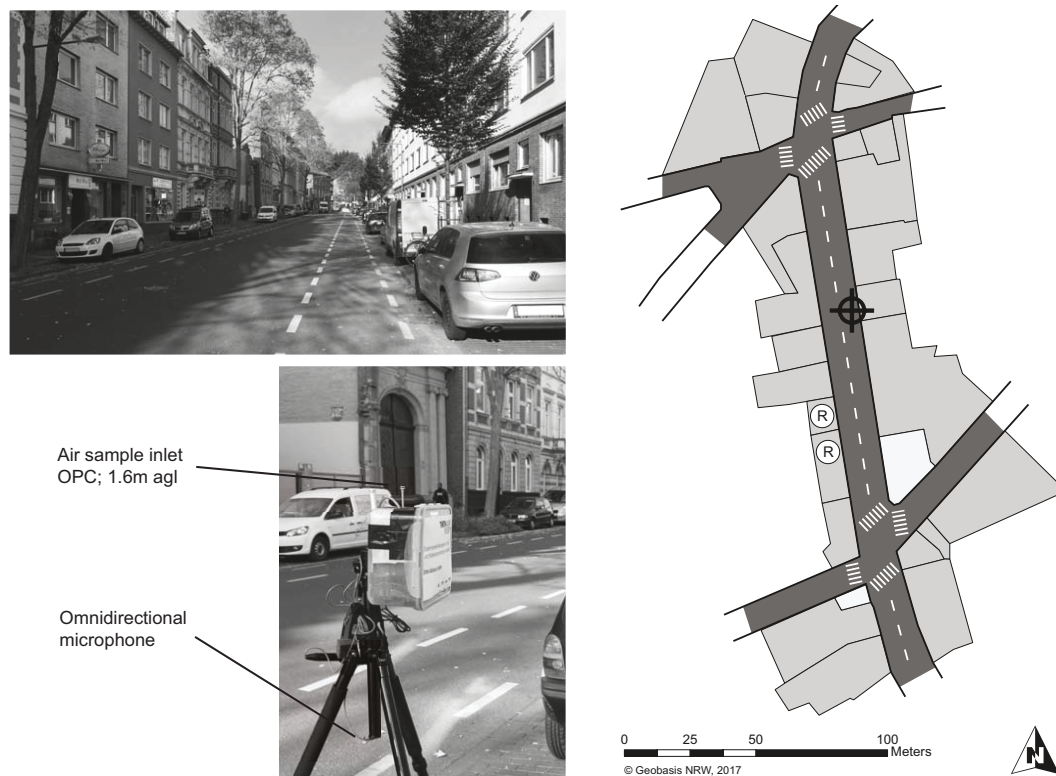 Air sample inlet
OPC; 1.6m agl
Omnidirectional
microphone
R
R
0 25 50 100 Meters
© Geobasis NRW, 2017
N